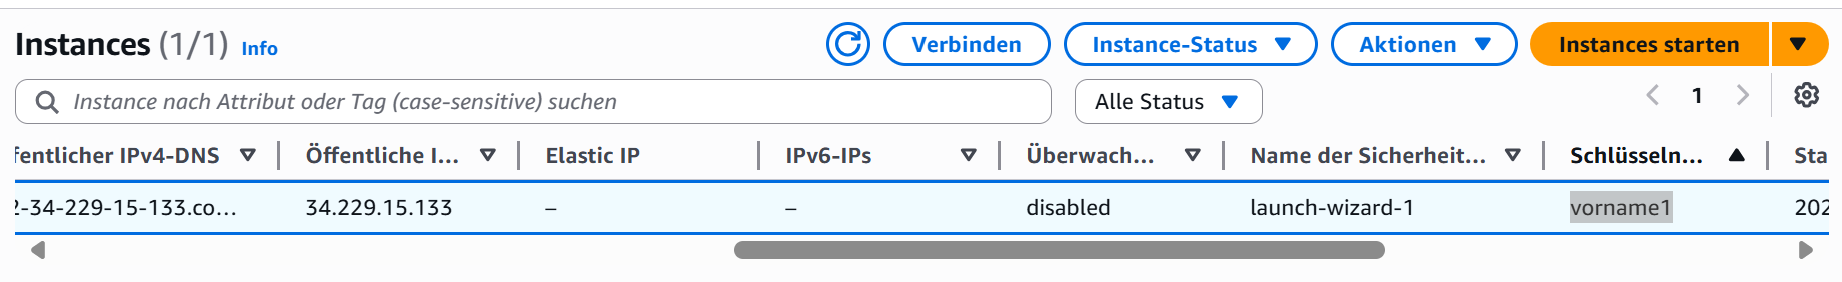 Instances (1/1) Info Verbinden Instance-Status Aktionen Instances starten
Instance nach Attribut oder Tag (case-sensitive) suchen Alle Status 1
fentlicher IPv4-DNS Öffentliche I... Elastic IP IPv6-IPs Überwach... Name der Sicherheit... Schlüsseln... Sta
2-34-229-15-133.co... 34.229.15.133 – – disabled launch-wizard-1 vorname1 202